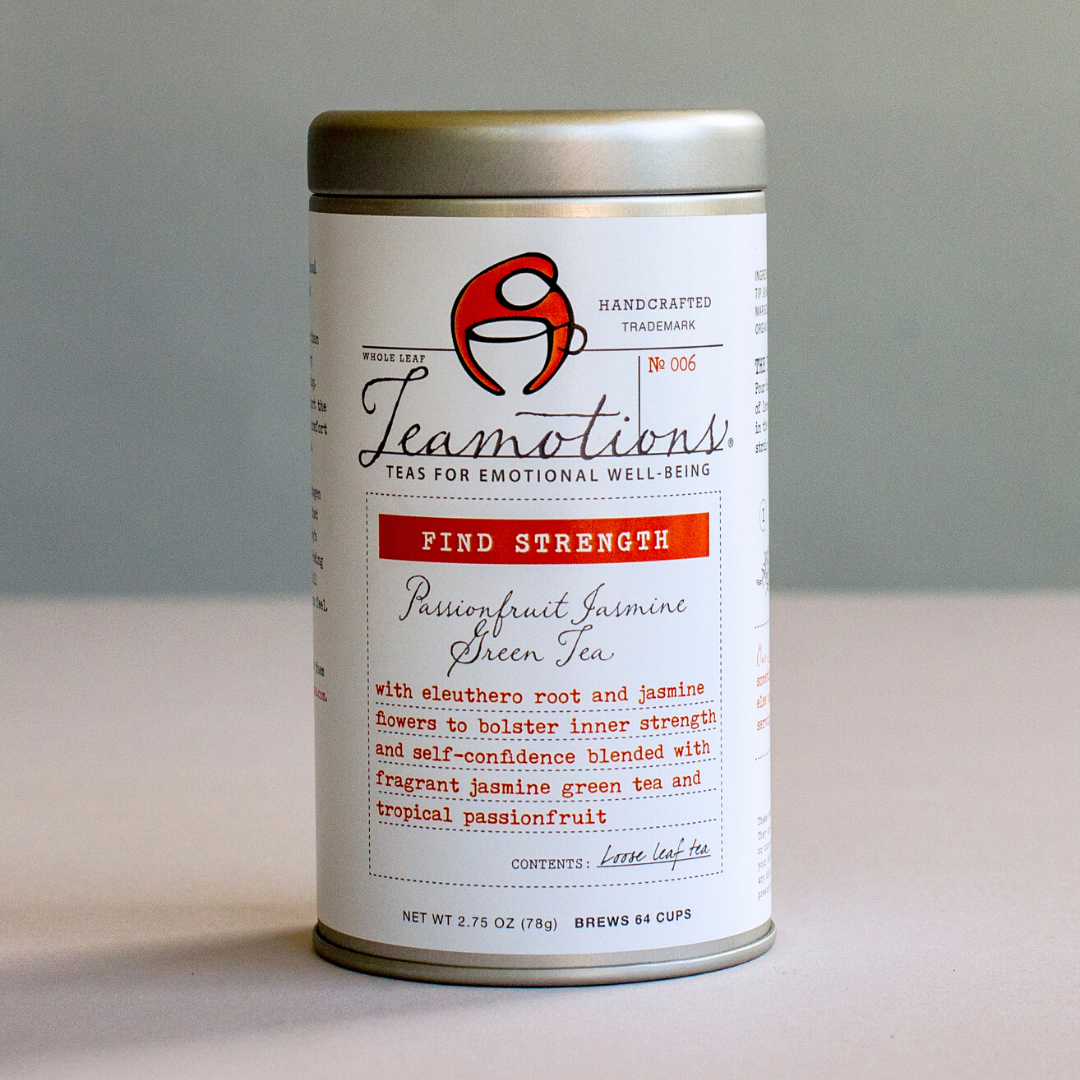 HANDCRAFTED
TRADEMARK
WHOLE LEAF
№ 006
Teamotions®
TEAS FOR EMOTIONAL WELL-BEING
FIND STRENGTH
Passionfruit Jasmine
Green Tea
with eleuthero root and jasmine
flowers to bolster inner strength
and self-confidence blended with
fragrant jasmine green tea and
tropical passionfruit
CONTENTS: Loose leaf tea
NET WT 2.75 OZ (78g) BREWS 64 CUPS